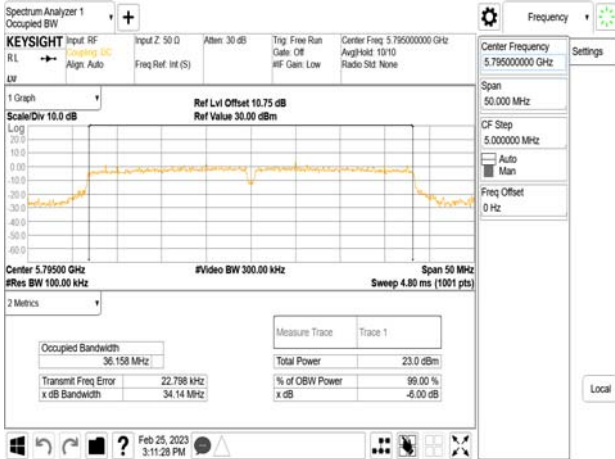 Spectrum Analyzer 1
Occupied BW
Frequency
KEYSIGHT
RL
Input: RF
Coupling: DC
Align: Auto
Input Z: 50 Ω
Freq Ref: Int (S)
Atten: 30 dB
Trig: Free Run
Gate: Off
#IF Gain: Low
Center Freq: 5.795000000 GHz
Avg|Hold: 10/10
Radio Std: None
Center Frequency
5.795000000 GHz
Settings
Span
50.000 MHz
CF Step
5.000000 MHz
Auto
Man
Freq Offset
0 Hz
Local
1 Graph
Scale/Div 10.0 dB
Ref Lvl Offset 10.75 dB
Ref Value 30.00 dBm
Log
20.0
10.0
0.00
-10.0
-20.0
-30.0
-40.0
-50.0
-60.0
Center 5.79500 GHz
#Video BW 300.00 kHz
Span 50 MHz
#Res BW 100.00 kHz
Sweep 4.80 ms (1001 pts)
2 Metrics
Measure Trace
Trace 1
Occupied Bandwidth
36.158 MHz
Total Power
23.0 dBm
Transmit Freq Error
22.798 kHz
% of OBW Power
99.00 %
x dB Bandwidth
34.14 MHz
x dB
-6.00 dB
?
Feb 25, 2023
3:11:28 PM